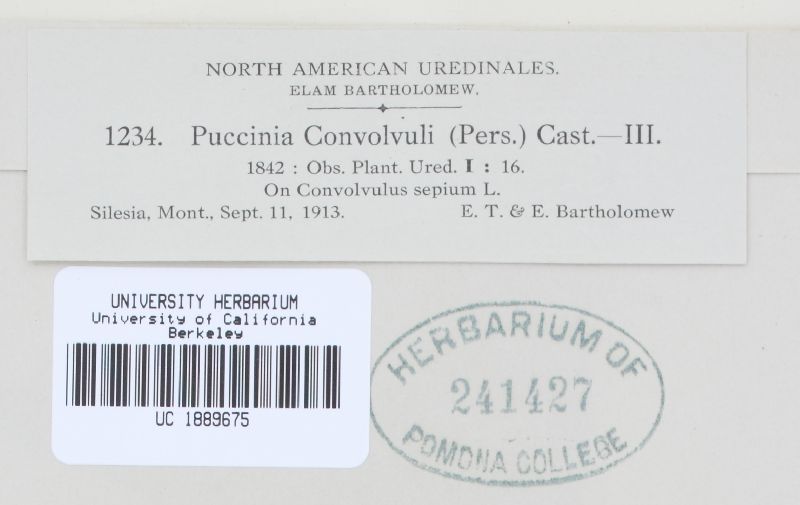 NORTH AMERICAN UREDINALES.
ELAM BARTHOLOMEW.
1234. Puccinia Convolvuli (Pers.) Cast.—III.
1842 : Obs. Plant. Ured. I : 16.
On Convolvulus sepium L.
Silesia, Mont., Sept. 11, 1913. E. T. & E. Bartholomew
UNIVERSITY HERBARIUM
University of California
Berkeley
UC 1889675
HERBARIUM OF
241427
POMONA COLLEGE